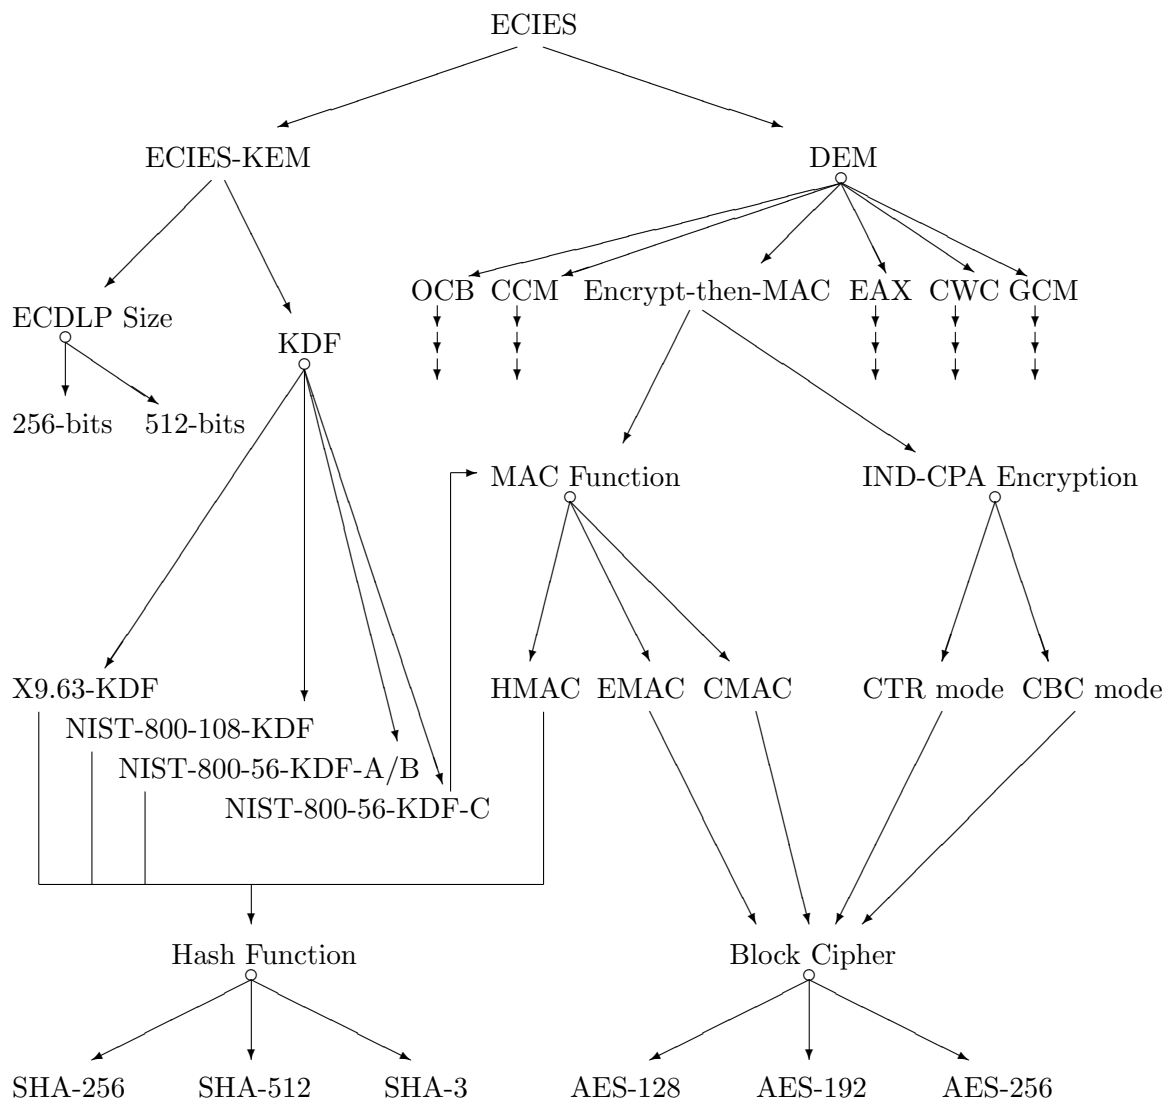 ECIES
ECIES-KEM DEM
OCB CCM Encrypt-then-MAC EAX CWC GCM
ECDLP Size
KDF
256-bits 512-bits
MAC Function IND-CPA Encryption
X9.63-KDF HMAC EMAC CMAC CTR mode CBC mode
NIST-800-108-KDF
NIST-800-56-KDF-A/B
NIST-800-56-KDF-C
Hash Function Block Cipher
SHA-256 SHA-512 SHA-3 AES-128 AES-192 AES-256